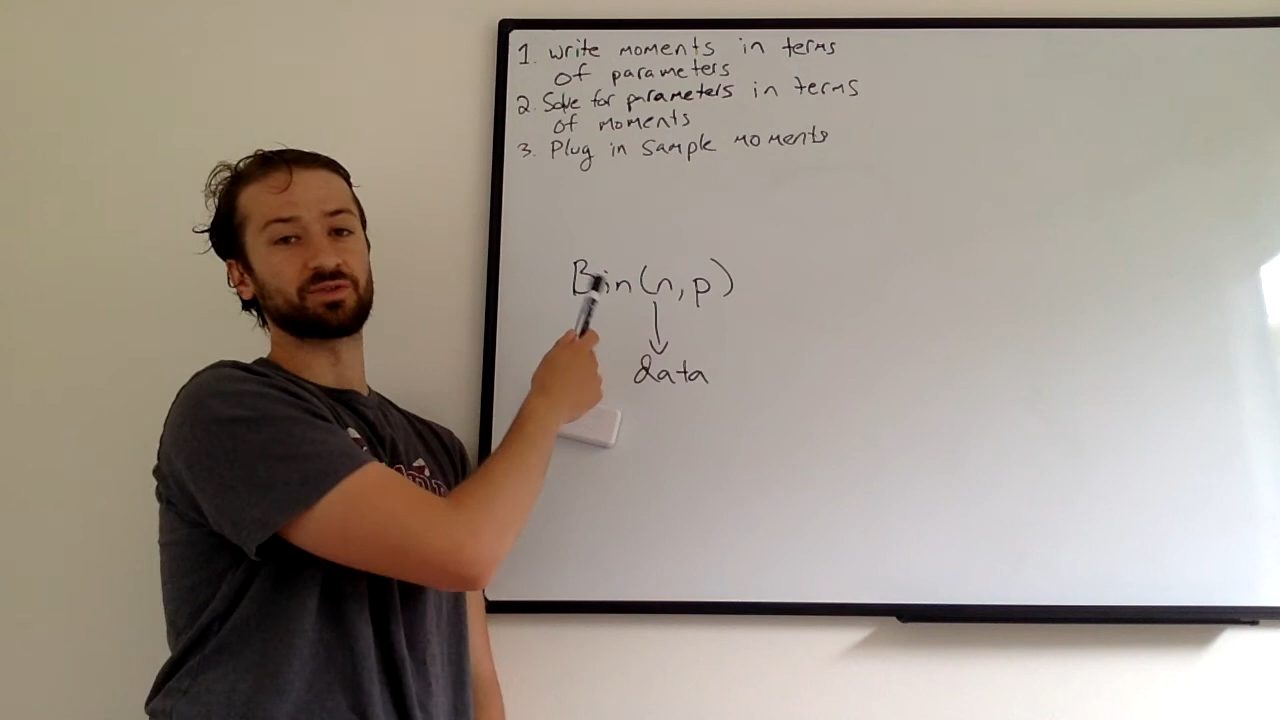 1. Write moments in terms
of parameters
2. Solve for parameters in terms
of moments
3. Plug in Sample moments
Bin(n,p)
↓
data